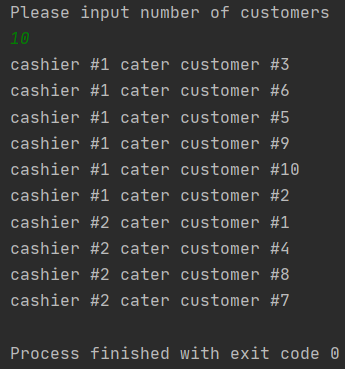 Please input number of customers
10
cashier #1 cater customer #3
cashier #1 cater customer #6
cashier #1 cater customer #5
cashier #1 cater customer #9
cashier #1 cater customer #10
cashier #1 cater customer #2
cashier #2 cater customer #1
cashier #2 cater customer #4
cashier #2 cater customer #8
cashier #2 cater customer #7
Process finished with exit code 0